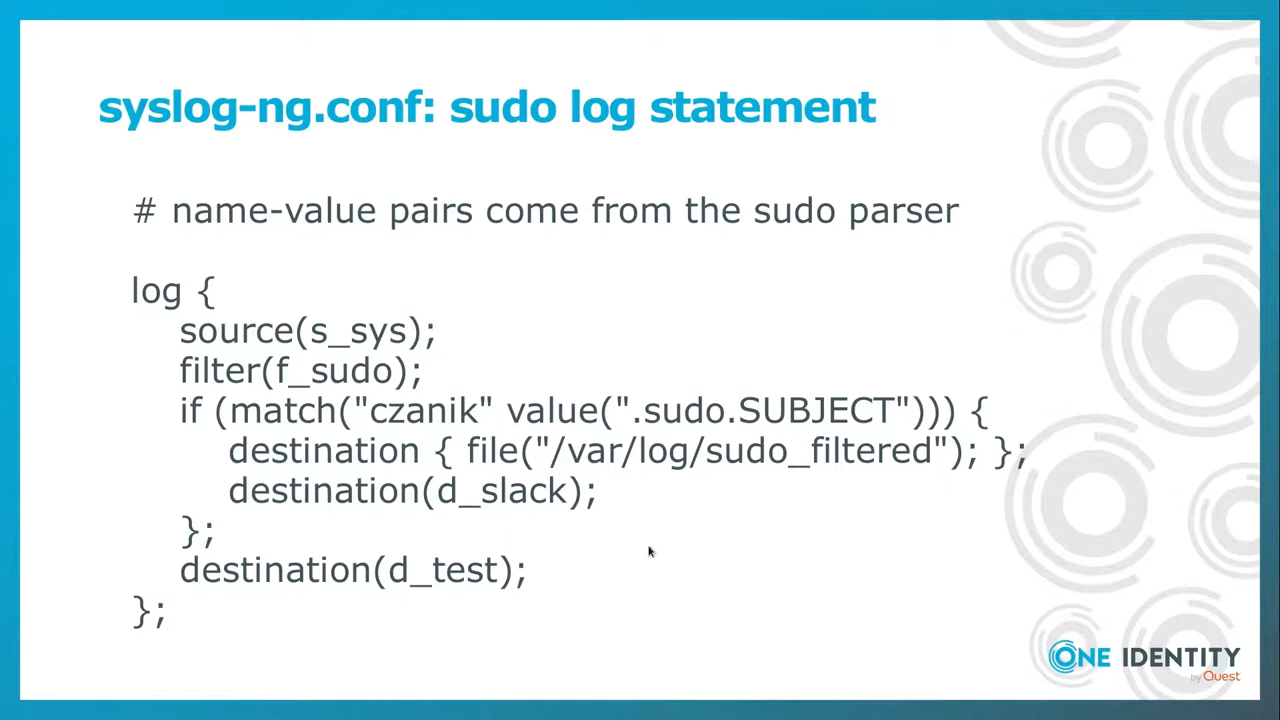 syslog-ng.conf: sudo log statement
# name-value pairs come from the sudo parser
log {
source(s_sys);
filter(f_sudo);
if (match("czanik" value(".sudo.SUBJECT"))) {
destination { file("/var/log/sudo_filtered"); };
destination(d_slack);
};
destination(d_test);
};
ONE IDENTITY
by Quest